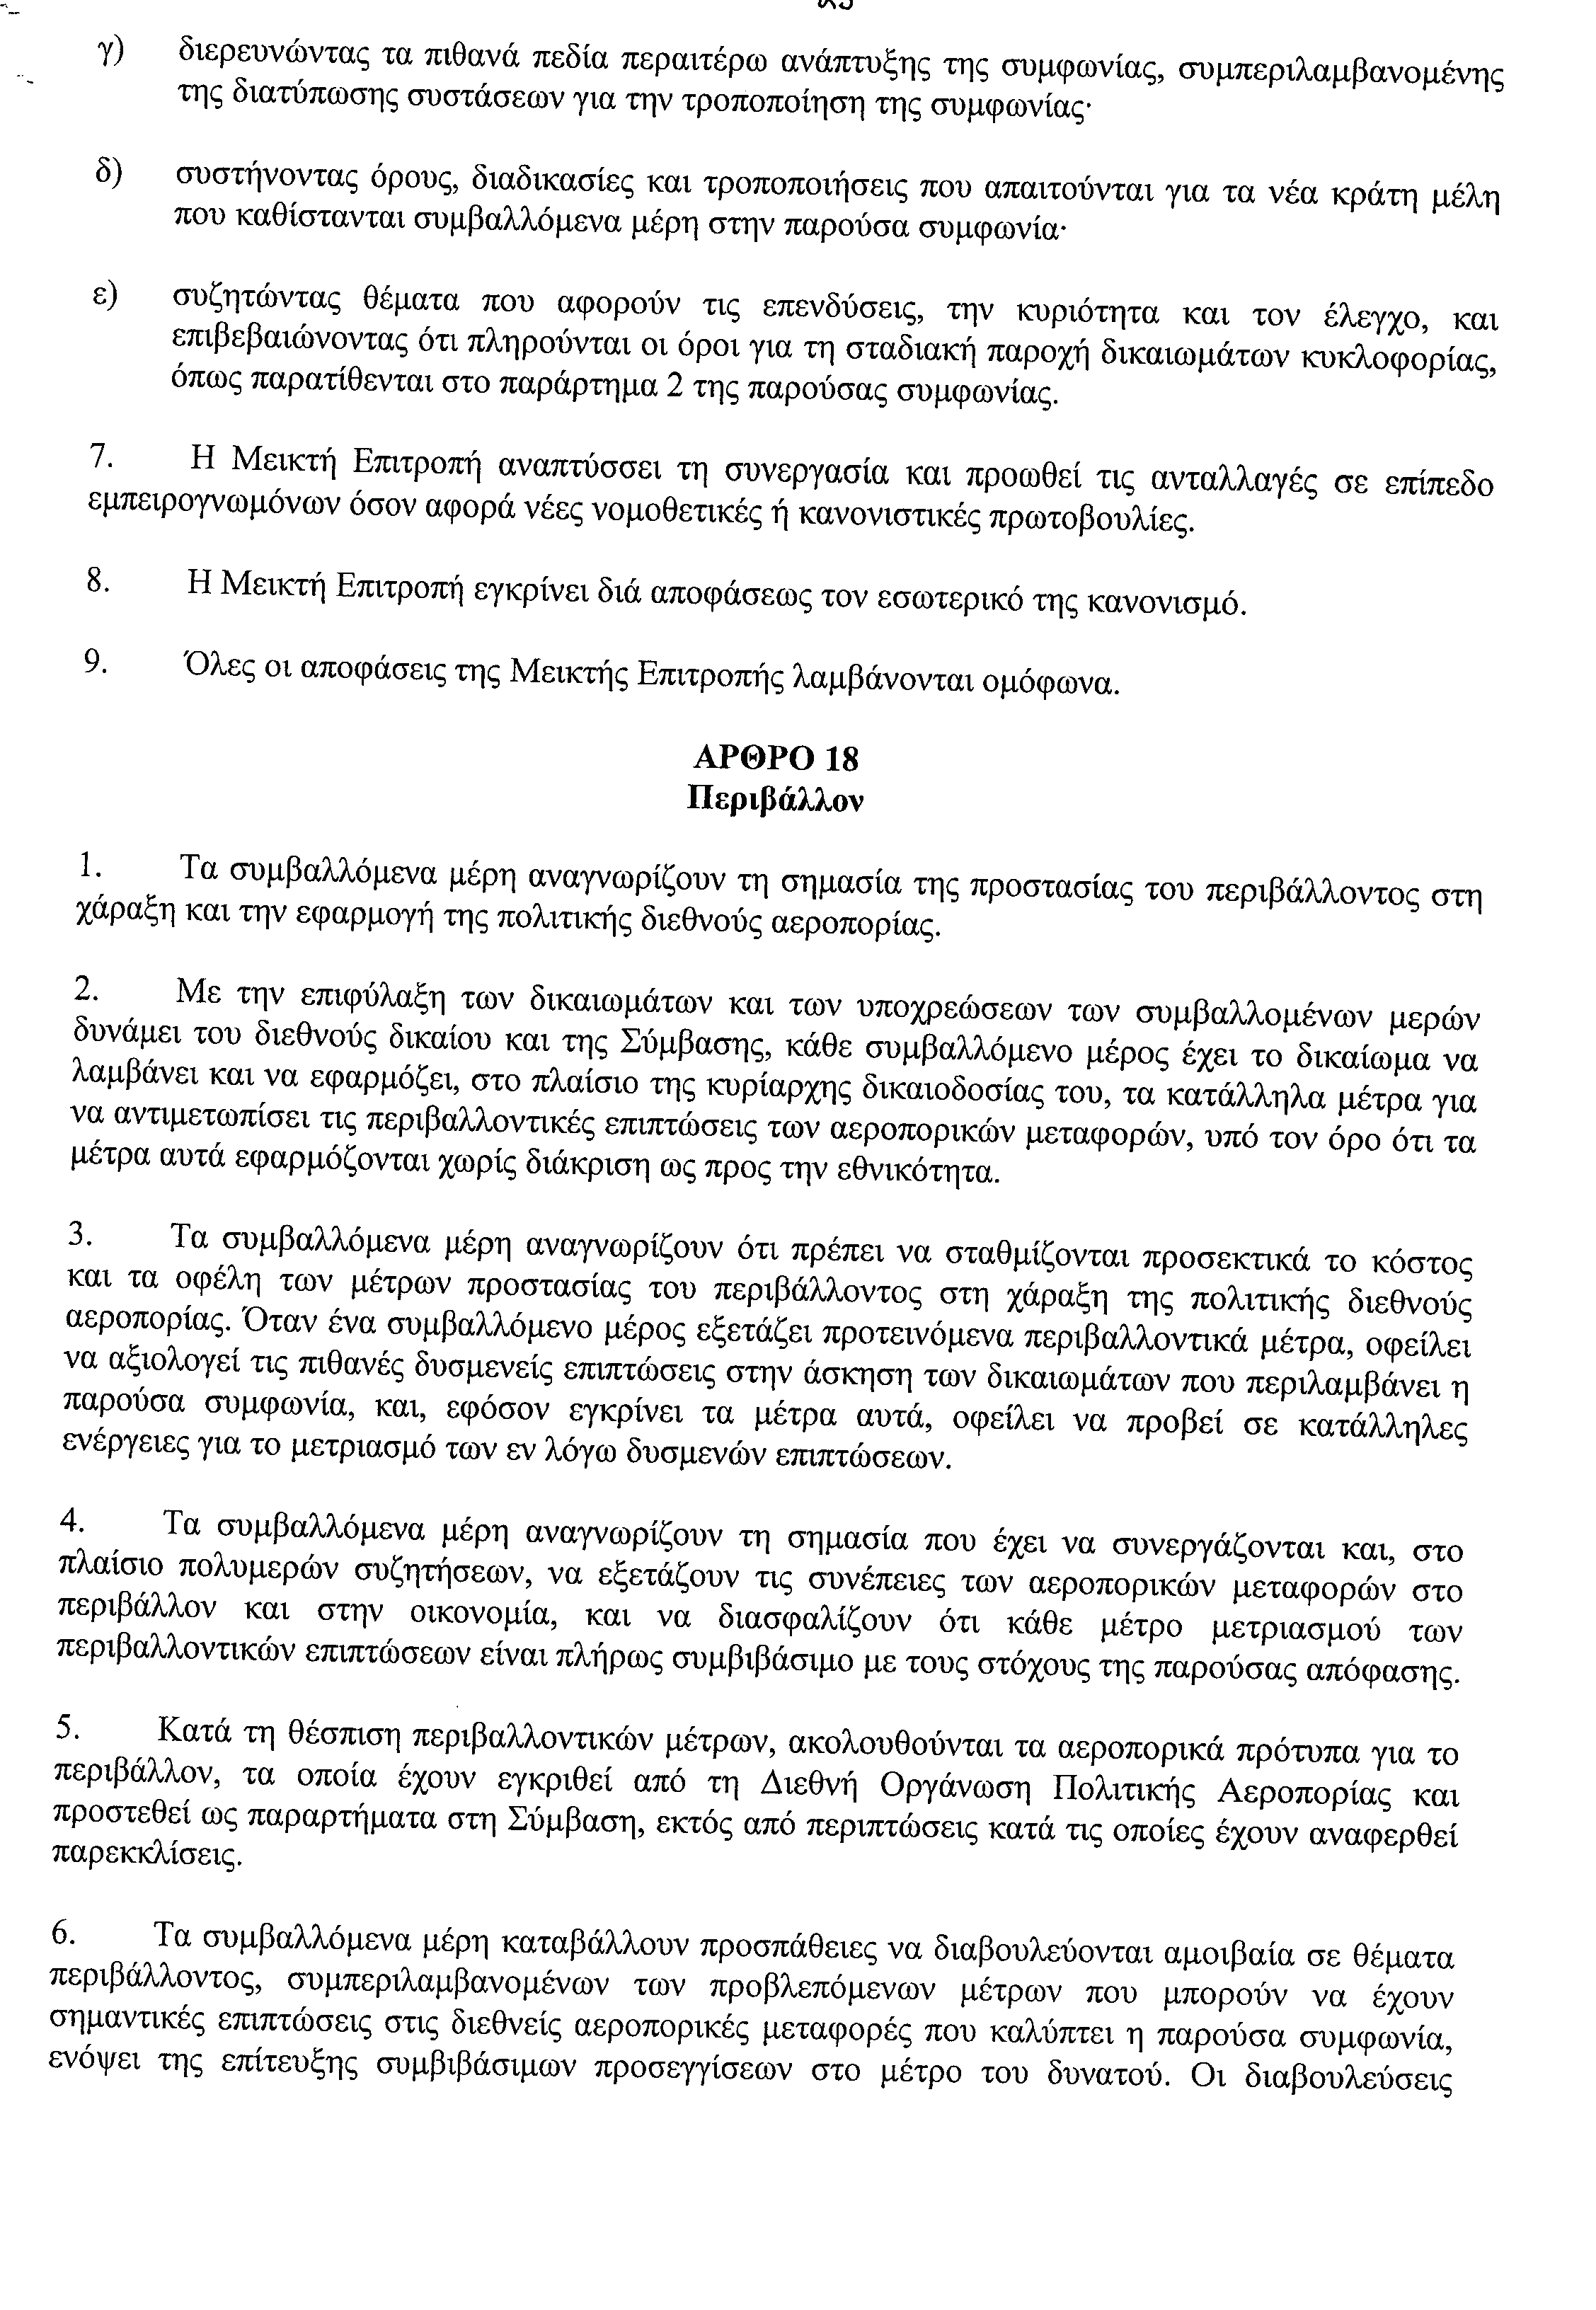 γ) διερευνώντας τα πιθανά πεδία περαιτέρω ανάπτυξης της συμφωνίας, συμπεριλαμβανομένης
της διατύπωσης συστάσεων για την τροποποίηση της συμφωνίας·
δ) συστήνοντας όρους, διαδικασίες και τροποποιήσεις που απαιτούνται για τα νέα κράτη μέλη
που καθίστανται συμβαλλόμενα μέρη στην παρούσα συμφωνία·
ε) συζητώντας θέματα που αφορούν τις επενδύσεις, την κυριότητα και τον έλεγχο, και
επιβεβαιώνοντας ότι πληρούνται οι όροι για τη σταδιακή παροχή δικαιωμάτων κυκλοφορίας,
όπως παρατίθενται στο παράρτημα 2 της παρούσας συμφωνίας.
7. Η Μεικτή Επιτροπή αναπτύσσει τη συνεργασία και προωθεί τις ανταλλαγές σε επίπεδο
εμπειρογνωμόνων όσον αφορά νέες νομοθετικές ή κανονιστικές πρωτοβουλίες.
8. Η Μεικτή Επιτροπή εγκρίνει διά αποφάσεως τον εσωτερικό της κανονισμό.
9. Όλες οι αποφάσεις της Μεικτής Επιτροπής λαμβάνονται ομόφωνα.
ΑΡΘΡΟ 18
Περιβάλλον
1. Τα συμβαλλόμενα μέρη αναγνωρίζουν τη σημασία της προστασίας του περιβάλλοντος στη
χάραξη και την εφαρμογή της πολιτικής διεθνούς αεροπορίας.
2. Με την επιφύλαξη των δικαιωμάτων και των υποχρεώσεων των συμβαλλομένων μερών
δυνάμει του διεθνούς δικαίου και της Σύμβασης, κάθε συμβαλλόμενο μέρος έχει το δικαίωμα να
λαμβάνει και να εφαρμόζει, στο πλαίσιο της κυρίαρχης δικαιοδοσίας του, τα κατάλληλα μέτρα για
να αντιμετωπίσει τις περιβαλλοντικές επιπτώσεις των αεροπορικών μεταφορών, υπό τον όρο ότι τα
μέτρα αυτά εφαρμόζονται χωρίς διάκριση ως προς την εθνικότητα.
3. Τα συμβαλλόμενα μέρη αναγνωρίζουν ότι πρέπει να σταθμίζονται προσεκτικά το κόστος
και τα οφέλη των μέτρων προστασίας του περιβάλλοντος στη χάραξη της πολιτικής διεθνούς
αεροπορίας. Όταν ένα συμβαλλόμενο μέρος εξετάζει προτεινόμενα περιβαλλοντικά μέτρα, οφείλει
να αξιολογεί τις πιθανές δυσμενείς επιπτώσεις στην άσκηση των δικαιωμάτων που περιλαμβάνει η
παρούσα συμφωνία, και, εφόσον εγκρίνει τα μέτρα αυτά, οφείλει να προβεί σε κατάλληλες
ενέργειες για το μετριασμό των εν λόγω δυσμενών επιπτώσεων.
4. Τα συμβαλλόμενα μέρη αναγνωρίζουν τη σημασία που έχει να συνεργάζονται και, στο
πλαίσιο πολυμερών συζητήσεων, να εξετάζουν τις συνέπειες των αεροπορικών μεταφορών στο
περιβάλλον και στην οικονομία, και να διασφαλίζουν ότι κάθε μέτρο μετριασμού των
περιβαλλοντικών επιπτώσεων είναι πλήρως συμβιβάσιμο με τους στόχους της παρούσας απόφασης.
5. Κατά τη θέσπιση περιβαλλοντικών μέτρων, ακολουθούνται τα αεροπορικά πρότυπα για το
περιβάλλον, τα οποία έχουν εγκριθεί από τη Διεθνή Οργάνωση Πολιτικής Αεροπορίας και
προστεθεί ως παραρτήματα στη Σύμβαση, εκτός από περιπτώσεις κατά τις οποίες έχουν αναφερθεί
παρεκκλίσεις.
6. Τα συμβαλλόμενα μέρη καταβάλλουν προσπάθειες να διαβουλεύονται αμοιβαία σε θέματα
περιβάλλοντος, συμπεριλαμβανομένων των προβλεπόμενων μέτρων που μπορούν να έχουν
σημαντικές επιπτώσεις στις διεθνείς αεροπορικές μεταφορές που καλύπτει η παρούσα συμφωνία,
ενόψει της επίτευξης συμβιβάσιμων προσεγγίσεων στο μέτρο του δυνατού. Οι διαβουλεύσεις